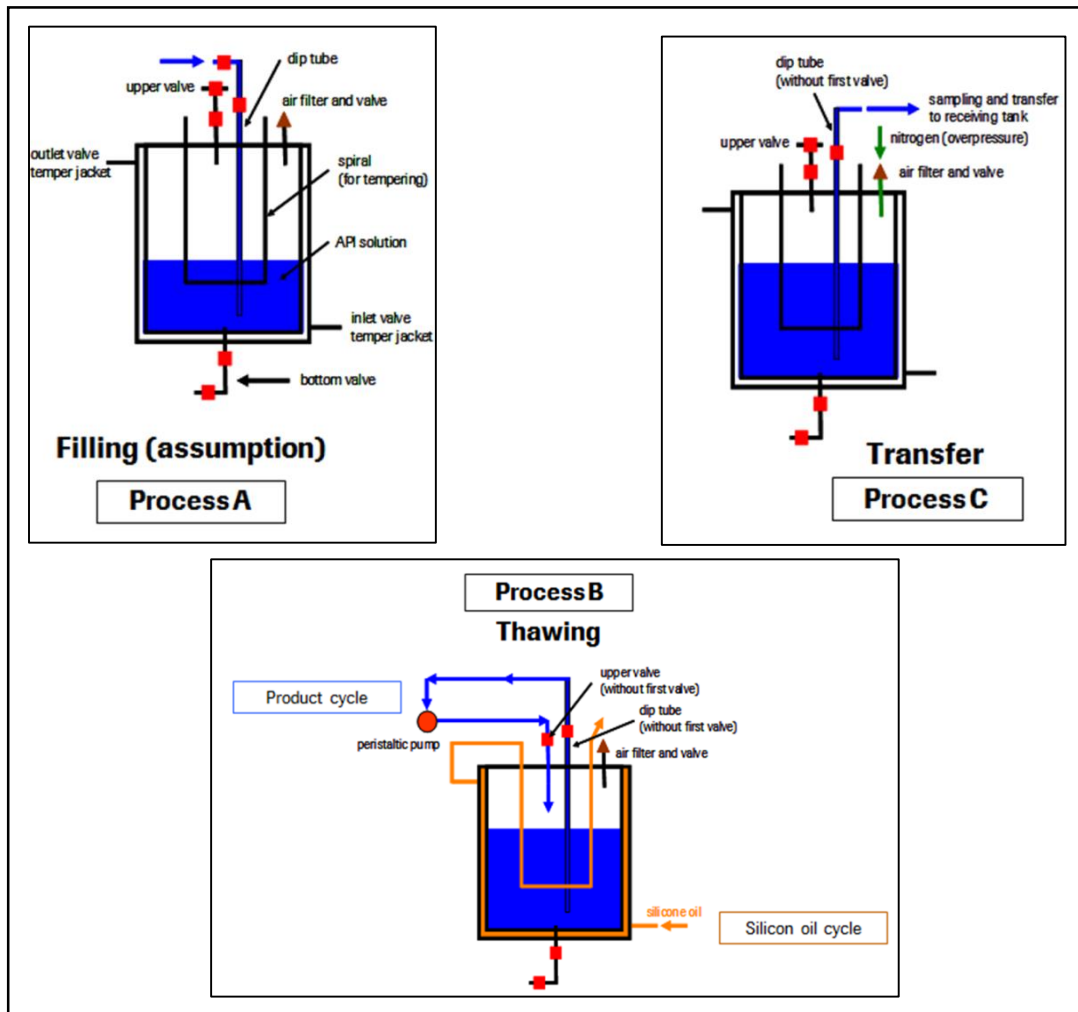 dip tube
upper valve
air filter and valve
outlet valve
temper jacket
spiral
(for tempering)
API solution
inlet valve
temper jacket
bottom valve
Filling (assumption)
Process A
dip tube
(without first valve)
sampling and transfer
to receiving tank
nitrogen (overpressure)
upper valve
air filter and valve
Transfer
Process C
Process B
Thawing
upper valve
(without first valve)
Product cycle
dip tube
(without first valve)
peristaltic pump
air filter and valve
silicone oil
Silicon oil cycle